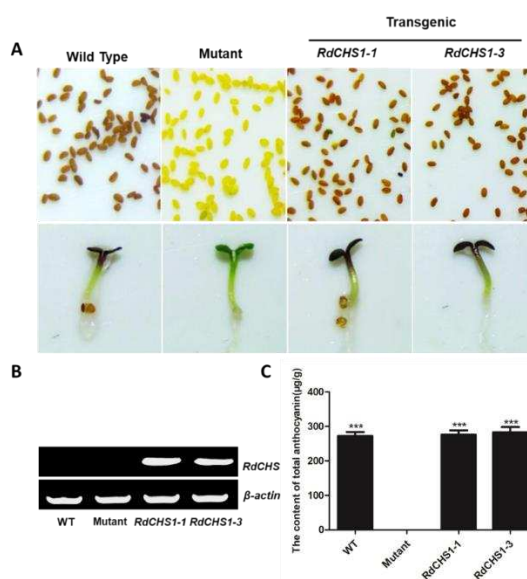 Transgenic
A
Wild Type
Mutant
RdCHS1-1
RdCHS1-3
B
RdCHS
β-actin
WT Mutant RdCHS1-1 RdCHS1-3
C
The content of total anthocyanin(μg/g)
400
300
200
100
0
***
***
***
WT
Mutant
RdCHS1-1
RdCHS1-3